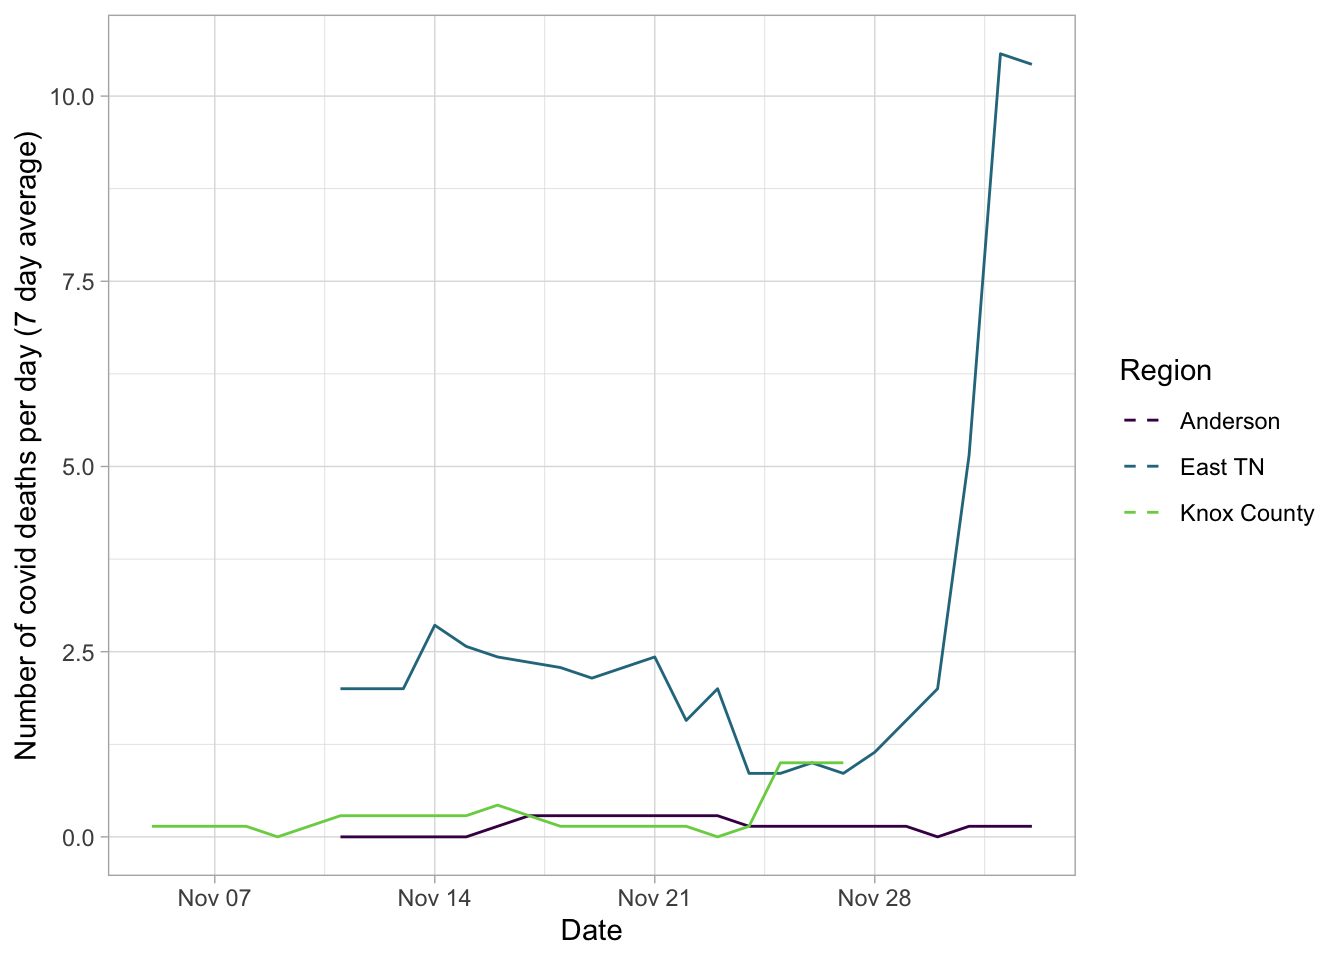 Number of covid deaths per day (7 day average)
10.0
7.5
5.0
2.5
0.0
Nov 07
Nov 14
Nov 21
Nov 28
Date
Region
Anderson
East TN
Knox County